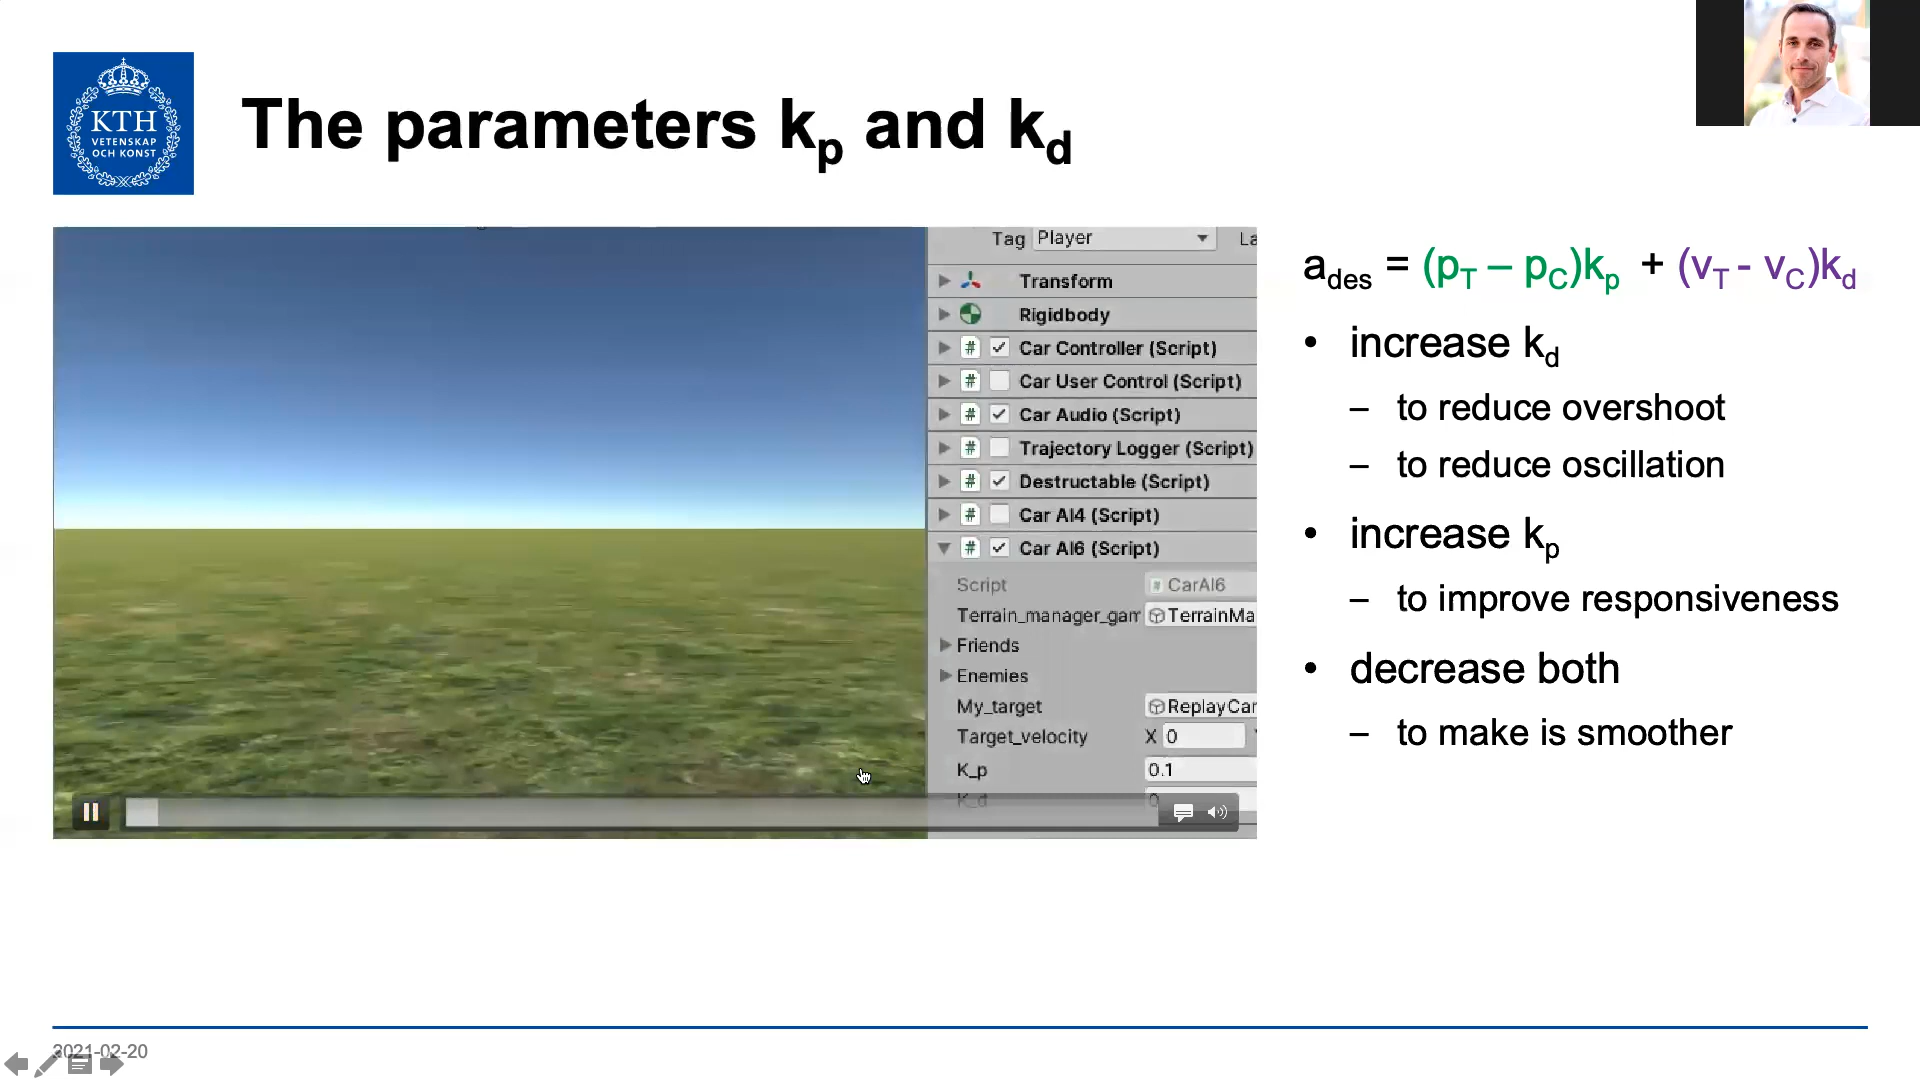 KTH
VETENSKAP
OCH KONST
The parameters kp and kd
Tag Player La
Transform
Rigidbody
# Car Controller (Script)
# Car User Control (Script)
# Car Audio (Script)
# Trajectory Logger (Script)
# Destructable (Script)
# Car AI4 (Script)
# Car AI6 (Script)
Script # CarAI6
Terrain_manager_gam TerrainMa
Friends
Enemies
My_target ReplayCar
Target_velocity X 0
K_p 0.1
K_d 0
ades = (pT – pC)kp + (vT - vC)kd
• increase kd
– to reduce overshoot
– to reduce oscillation
• increase kp
– to improve responsiveness
• decrease both
– to make is smoother
2021-02-20